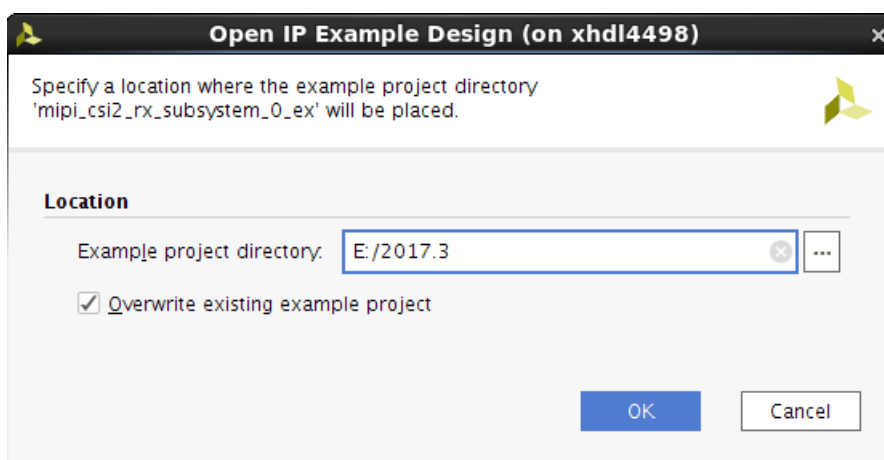 Open IP Example Design (on xhdl4498)
Specify a location where the example project directory
'mipi_csi2_rx_subsystem_0_ex' will be placed.
Location
Example project directory: E:/2017.3 ...
Overwrite existing example project
OK Cancel